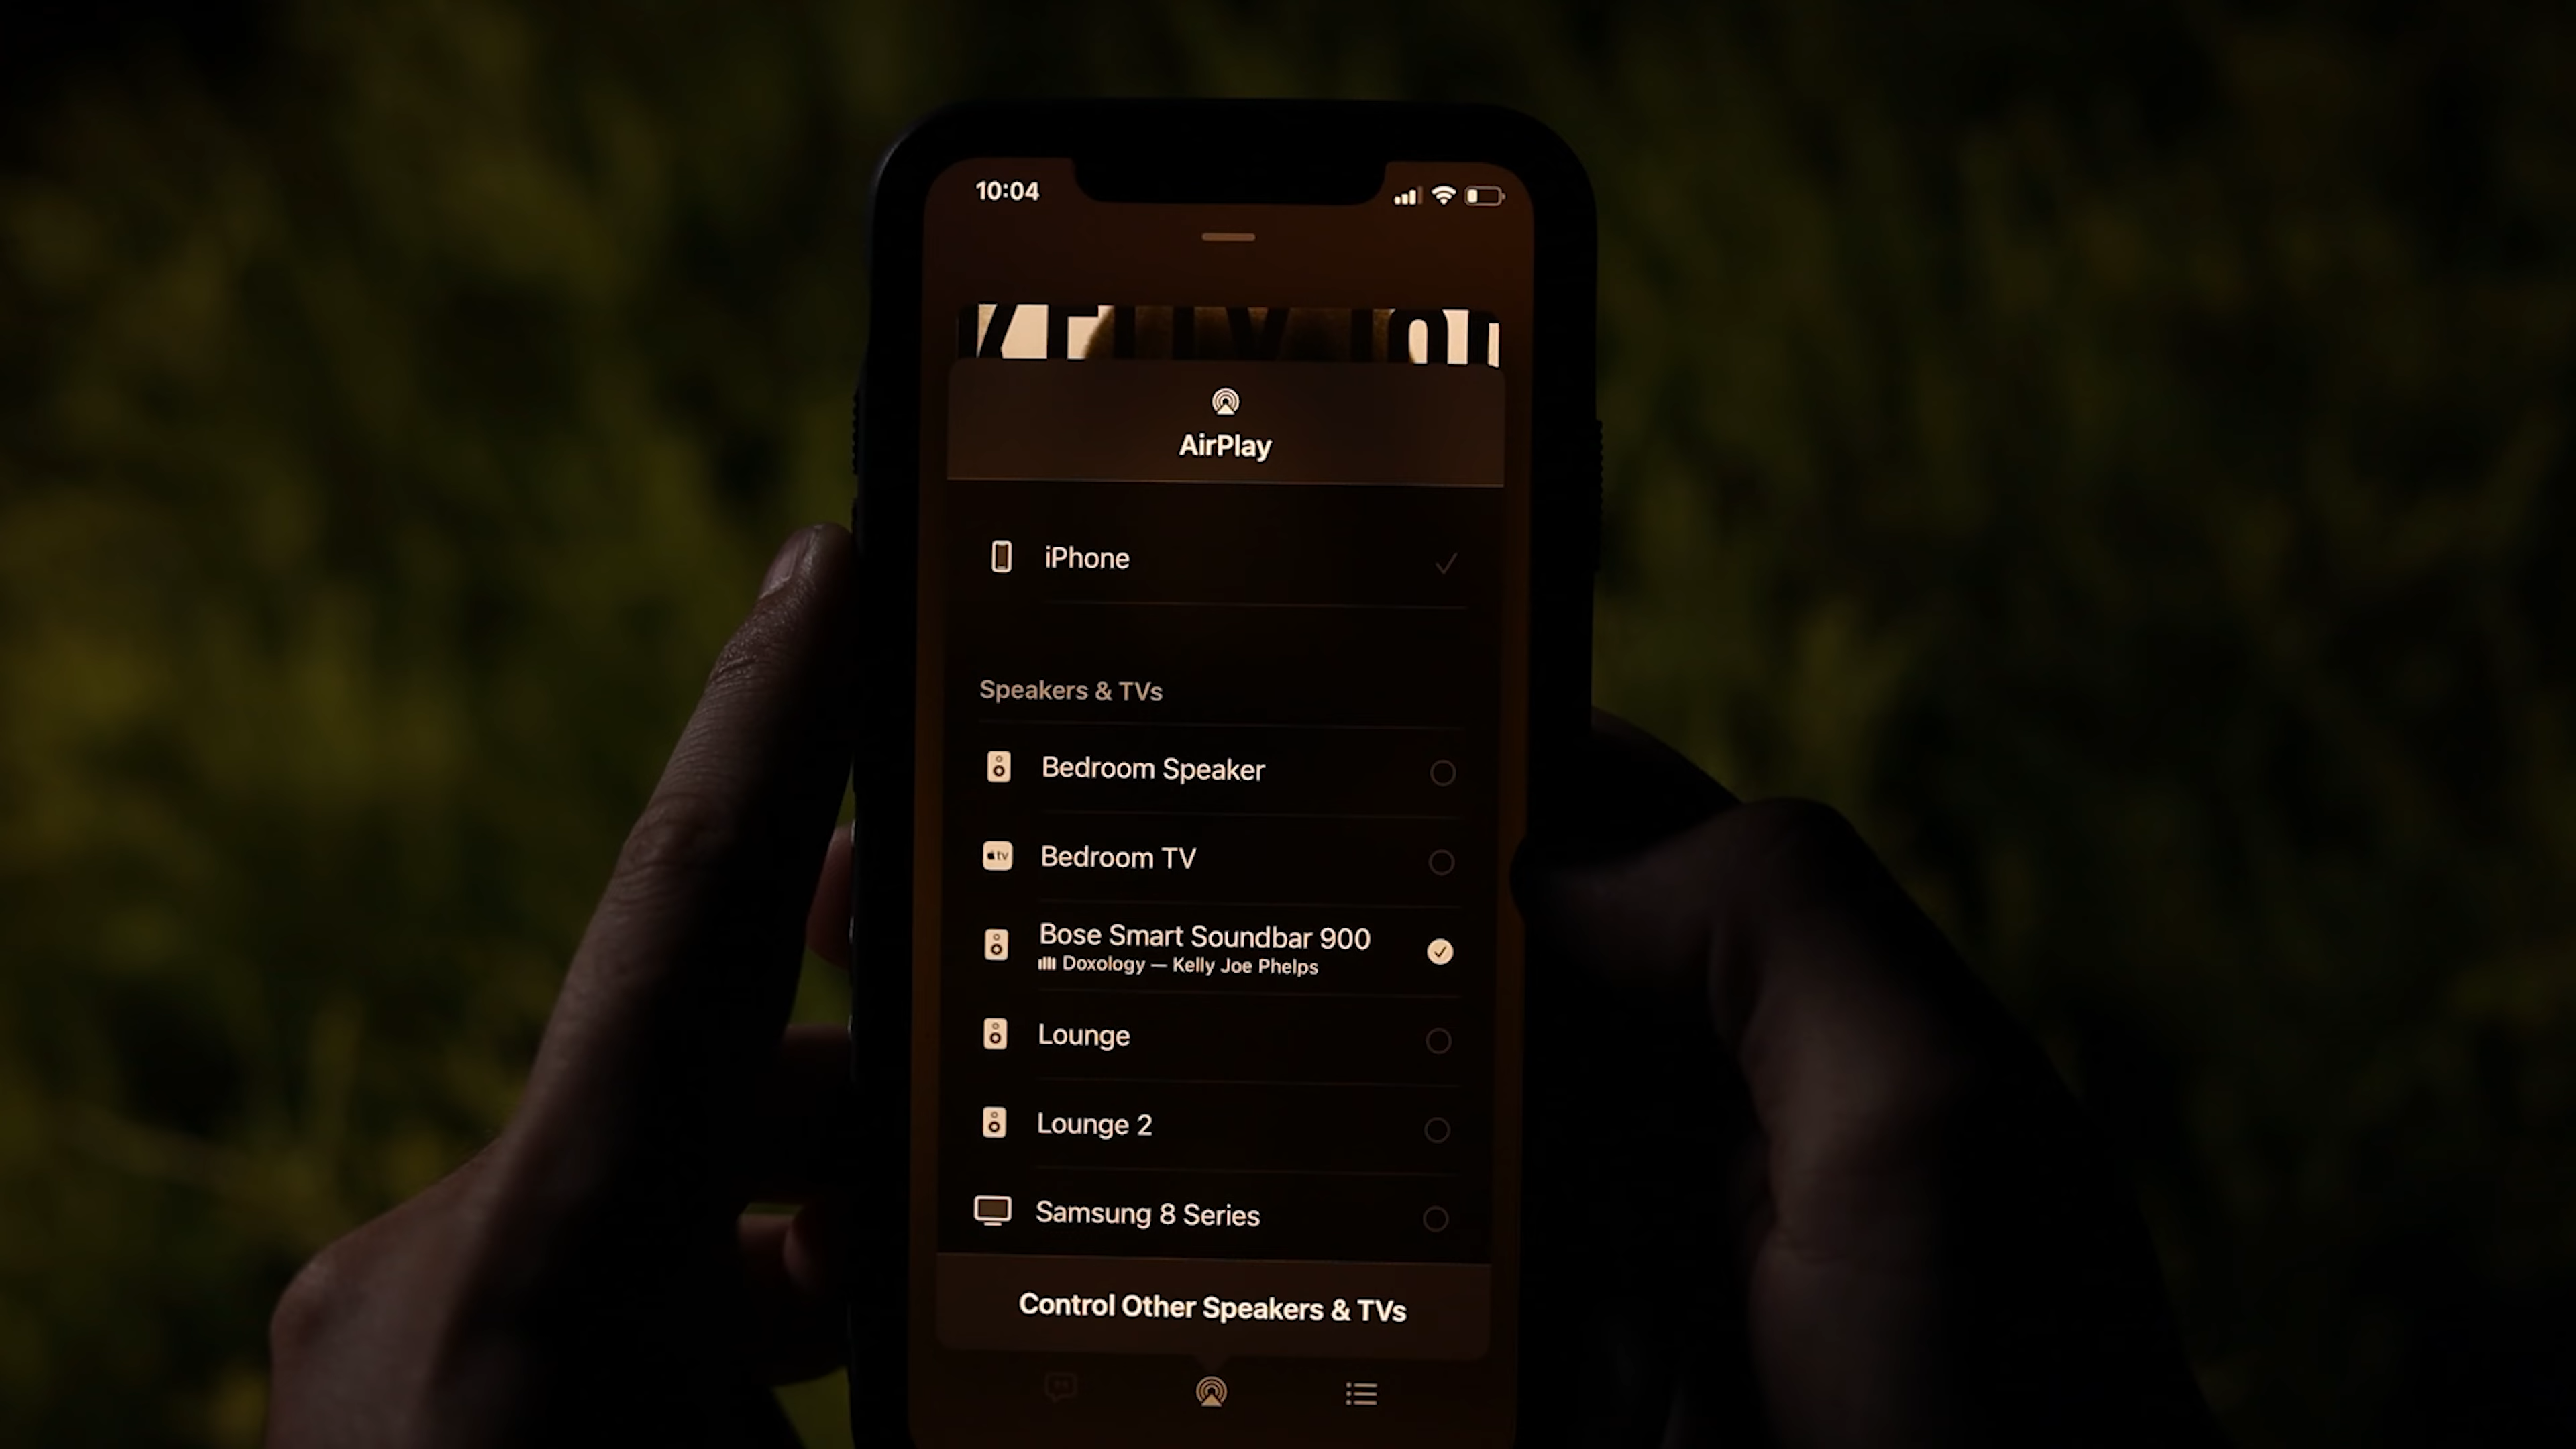 10:04
AirPlay
iPhone
Speakers & TVs
Bedroom Speaker
tv
Bedroom TV
Bose Smart Soundbar 900
Doxology — Kelly Joe Phelps
Lounge
Lounge 2
Samsung 8 Series
Control Other Speakers & TVs